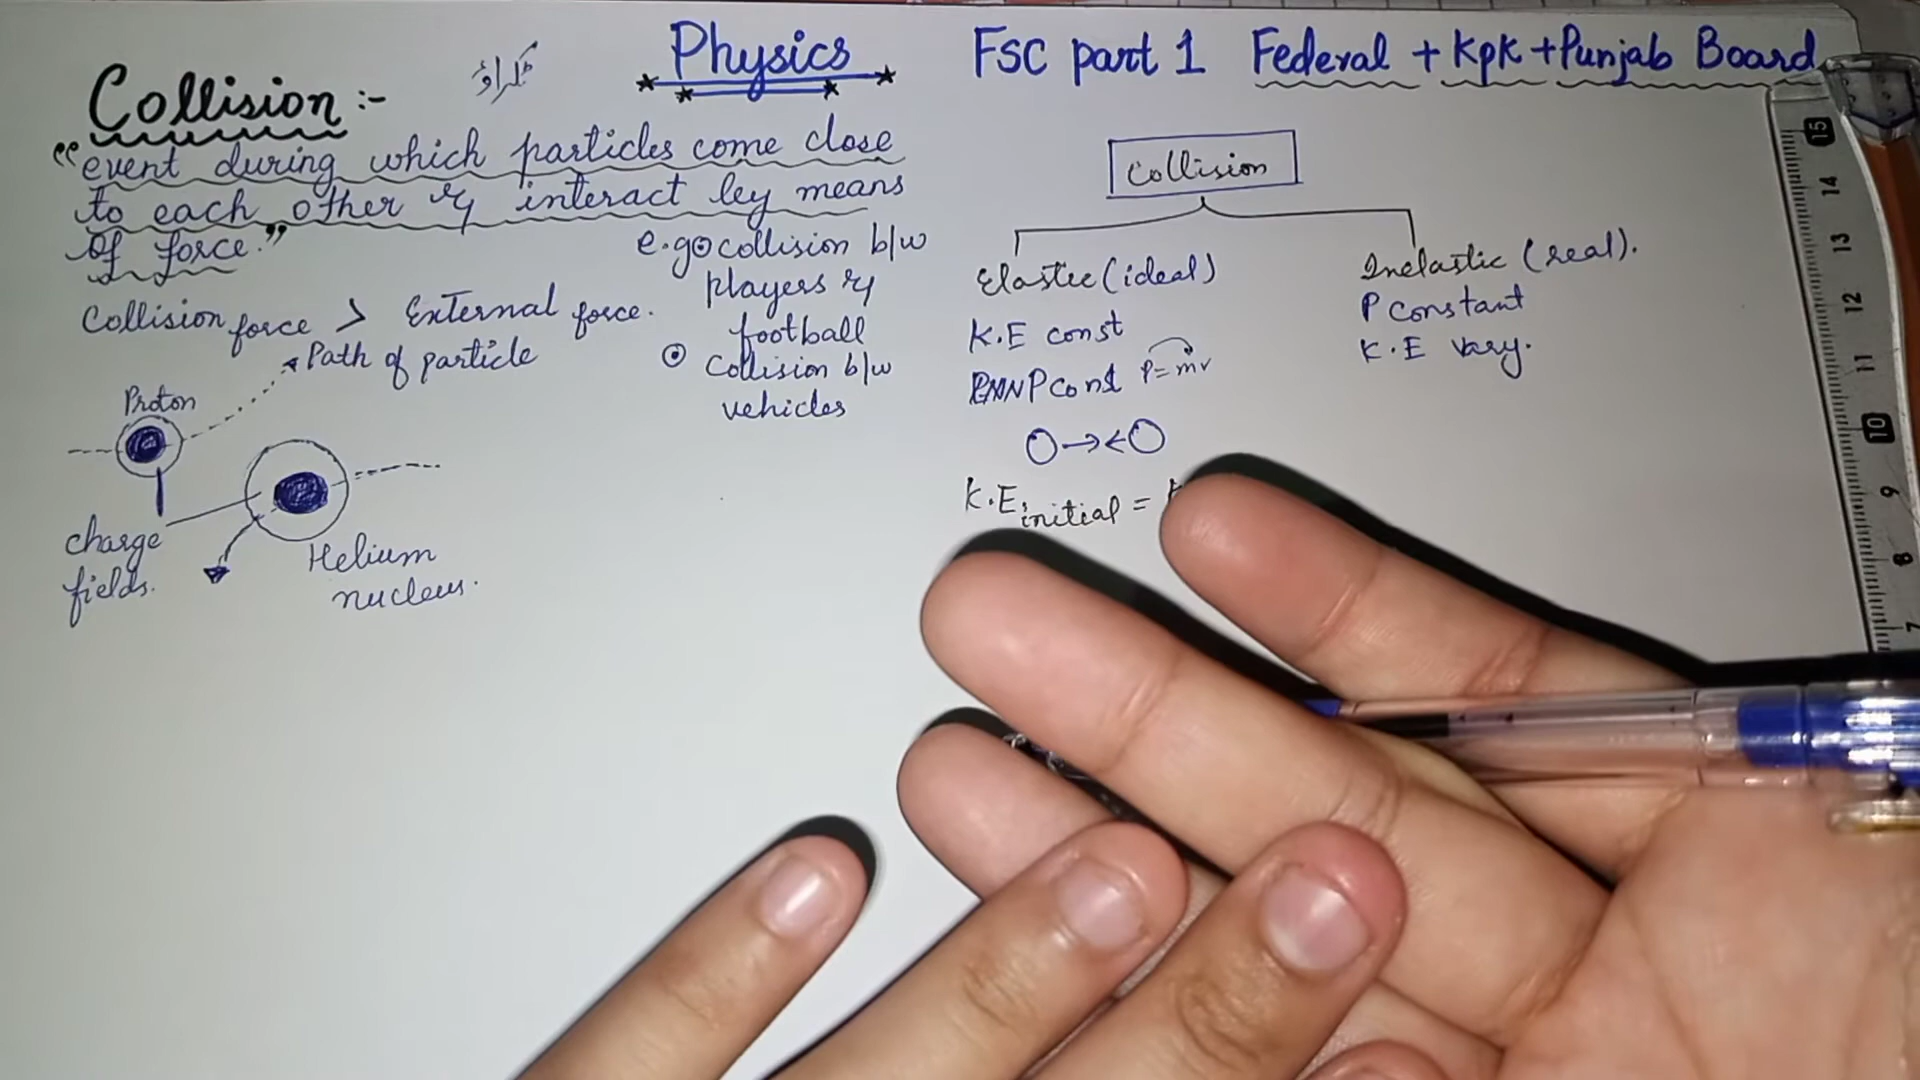 Physics FSC part 1 Federal + KPK + Punjab Board
Collision :-
ٹکراؤ
"event during which particles come close
to each other & interact by means
of force."
e.g ⊙ collision b/w
players &
football
⊙ Collision b/w
vehicles
Collision force > External force.
Path of particle
Proton
charge
fields.
Helium
nucleus.
Collision
Elastic (ideal)
K.E const
P const P=mv
K.E initial =
Inelastic (real).
P constant
K.E vary.
15
14
13
12
11
10
9
8
7